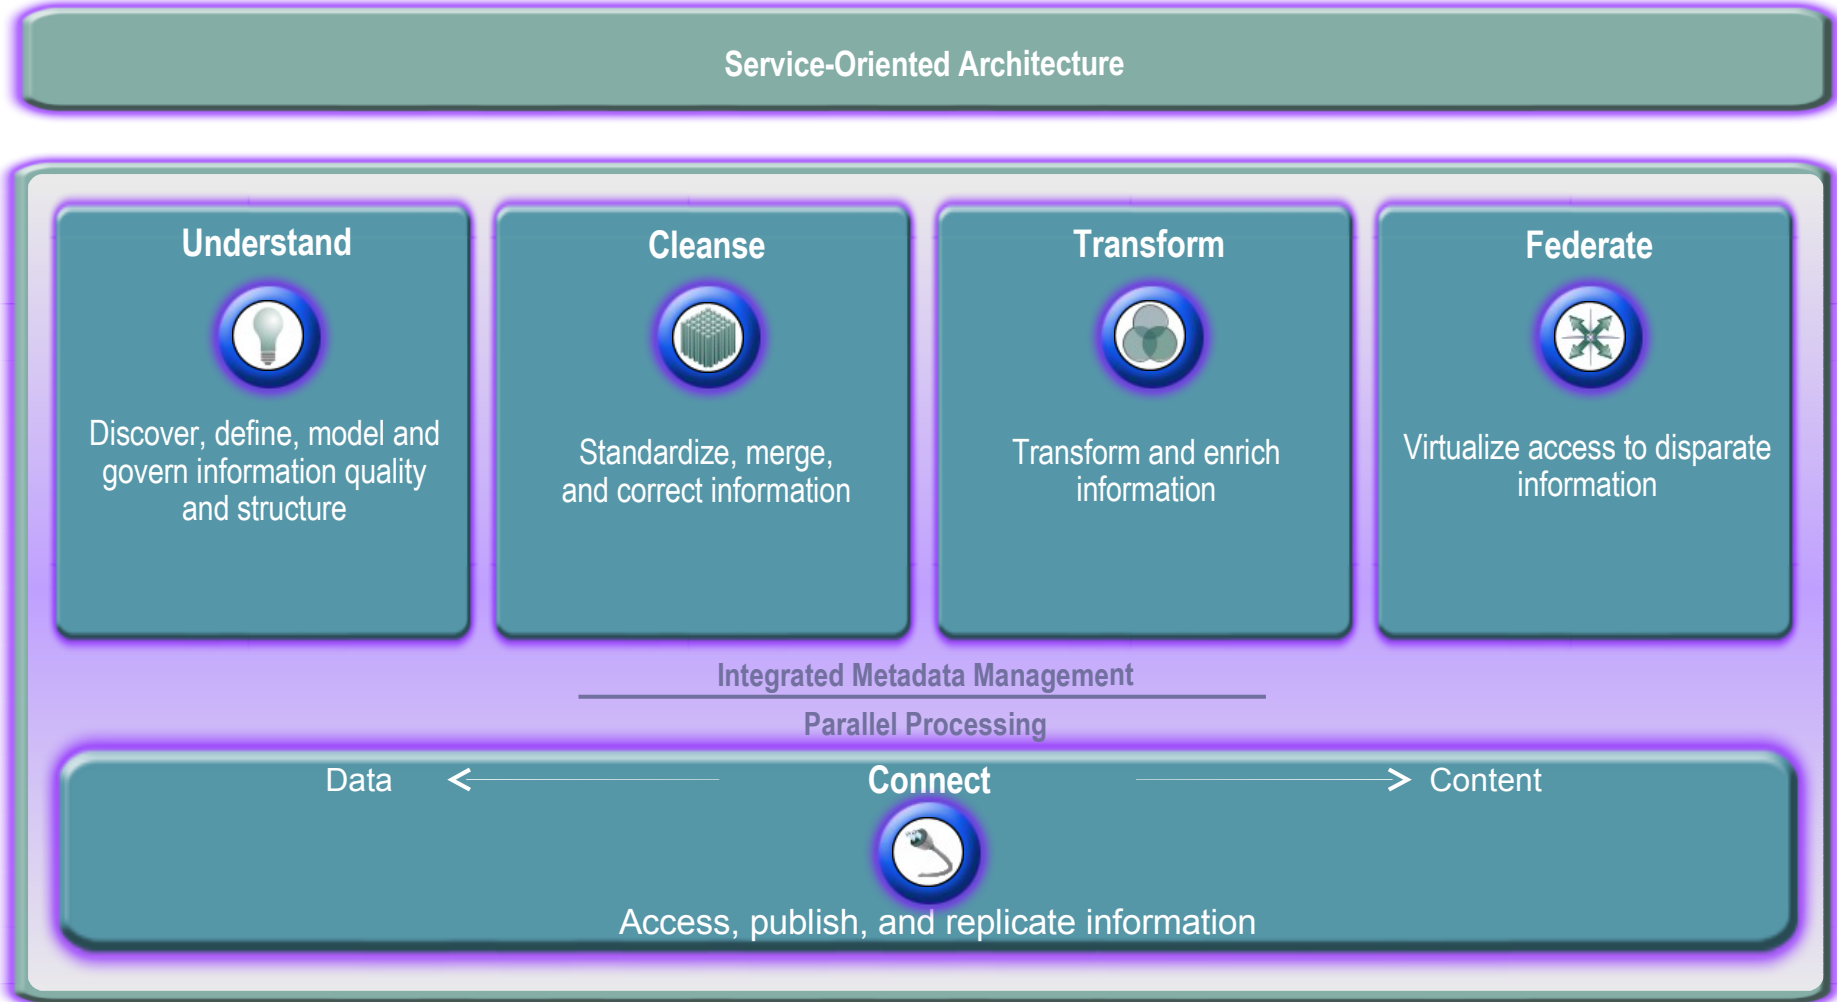 Service-Oriented Architecture
Understand
Discover, define, model and
govern information quality
and structure
Cleanse
Standardize, merge,
and correct information
Transform
Transform and enrich
information
Federate
Virtualize access to disparate
information
Integrated Metadata Management
Parallel Processing
Data
Connect
Content
Access, publish, and replicate information